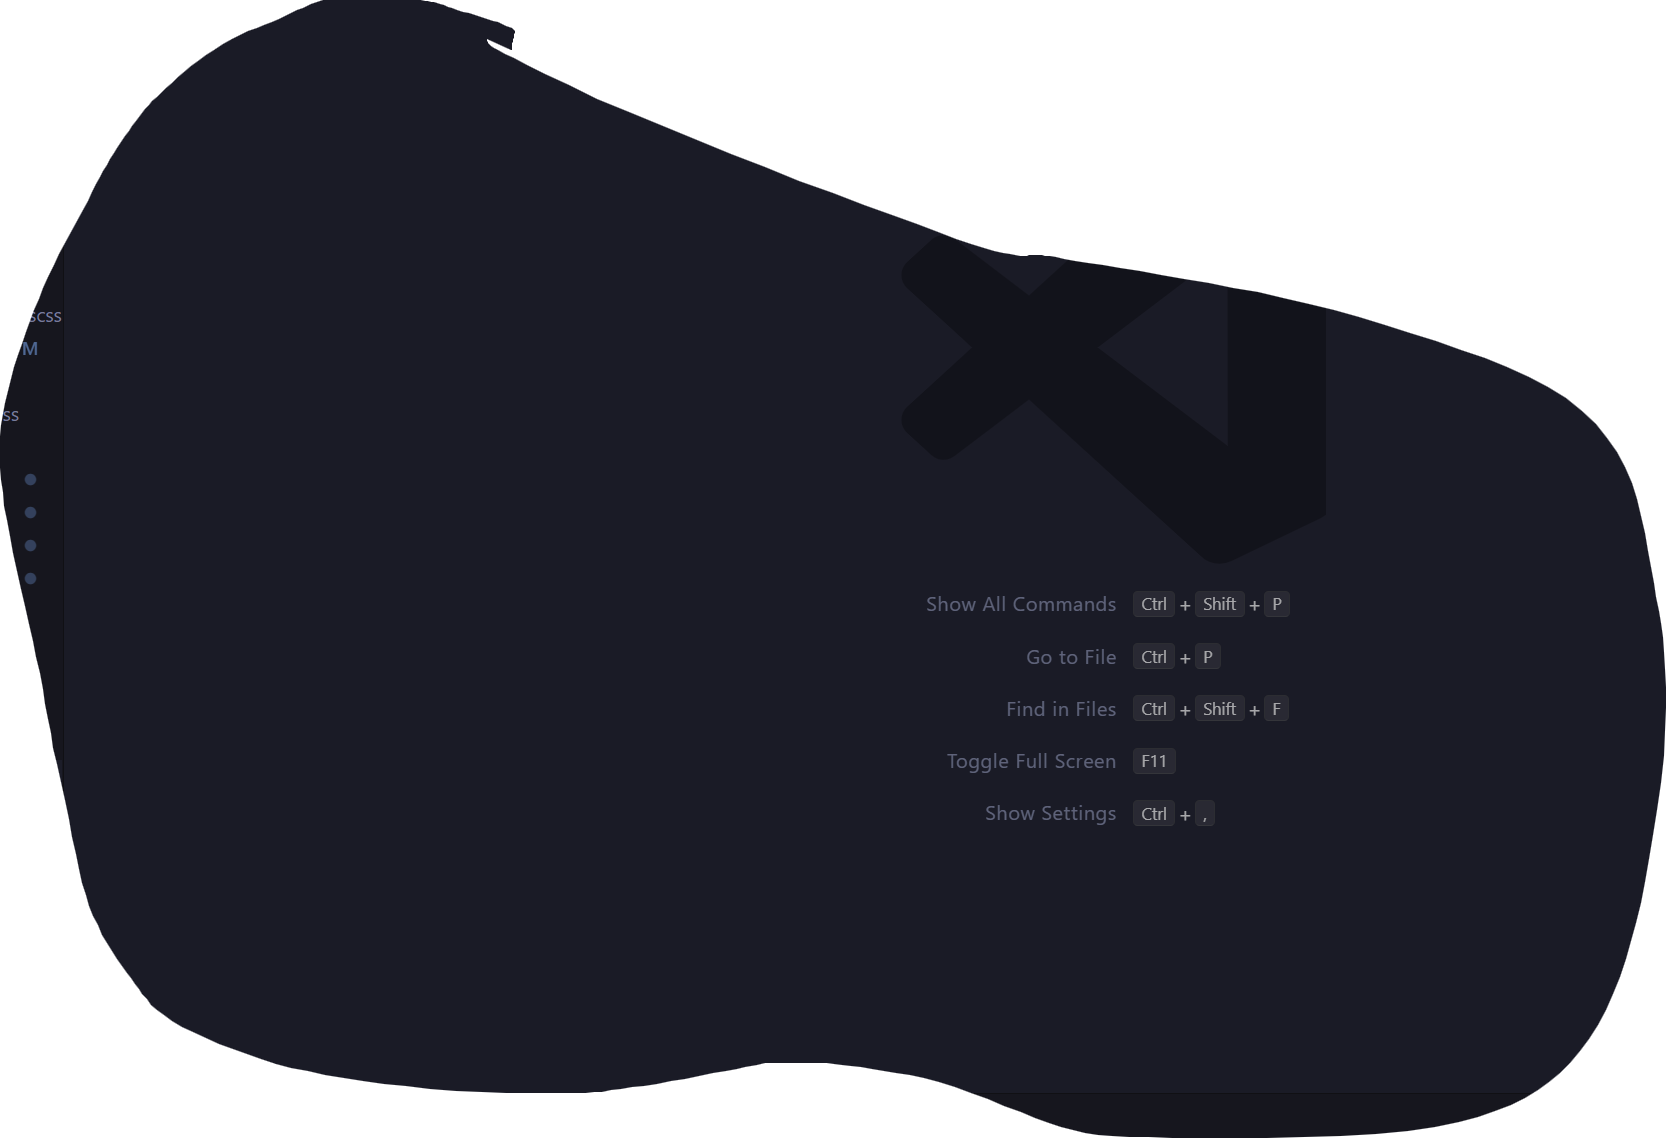 scss
M
ss
Show All Commands Ctrl + Shift + P
Go to File Ctrl + P
Find in Files Ctrl + Shift + F
Toggle Full Screen F11
Show Settings Ctrl + ,